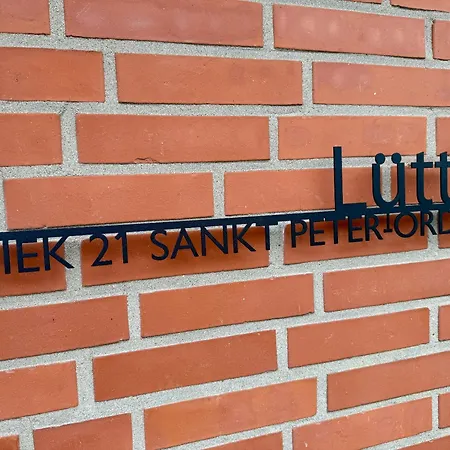 Lütt
IEK 21 SANKT PETER-ORD